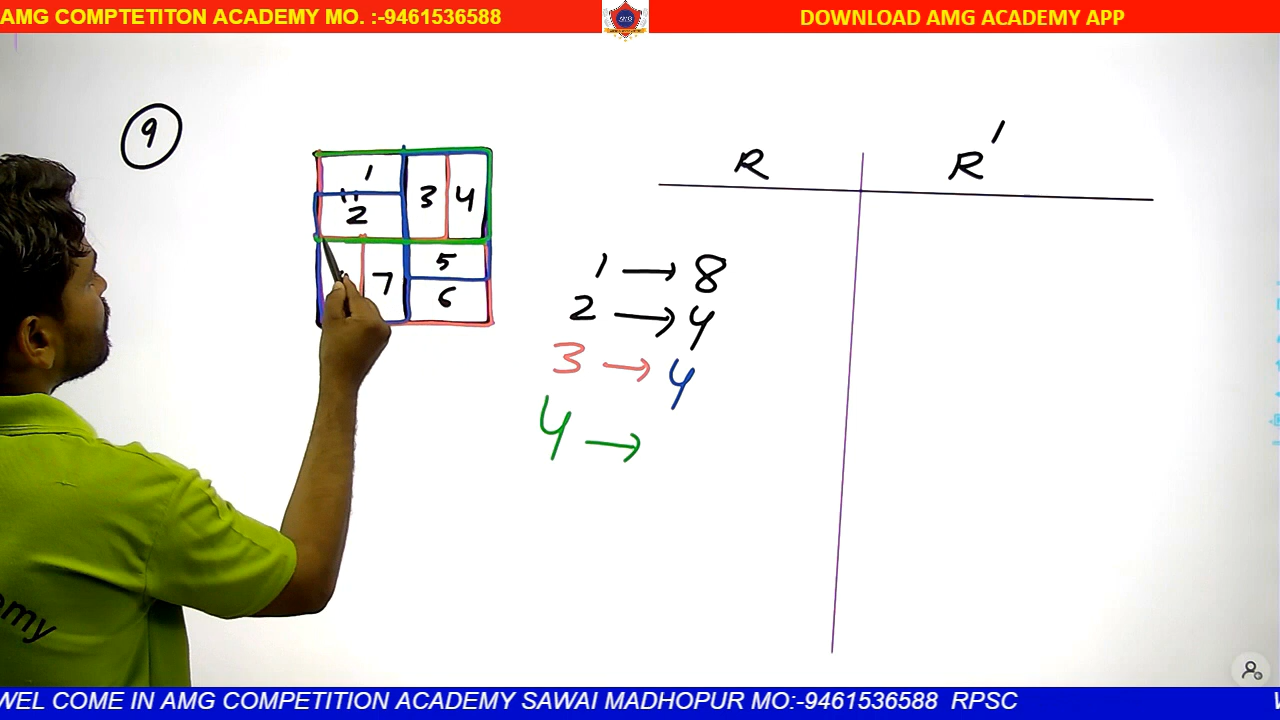 AMG COMPTETITON ACADEMY MO. :-9461536588
DOWNLOAD AMG ACADEMY APP
9
R R'
1
2
3 4
5
6
7
1 → 8
2 → 4
3 → 4
4 →
WEL COME IN AMG COMPETITION ACADEMY SAWAI MADHOPUR MO:-9461536588 RPSC